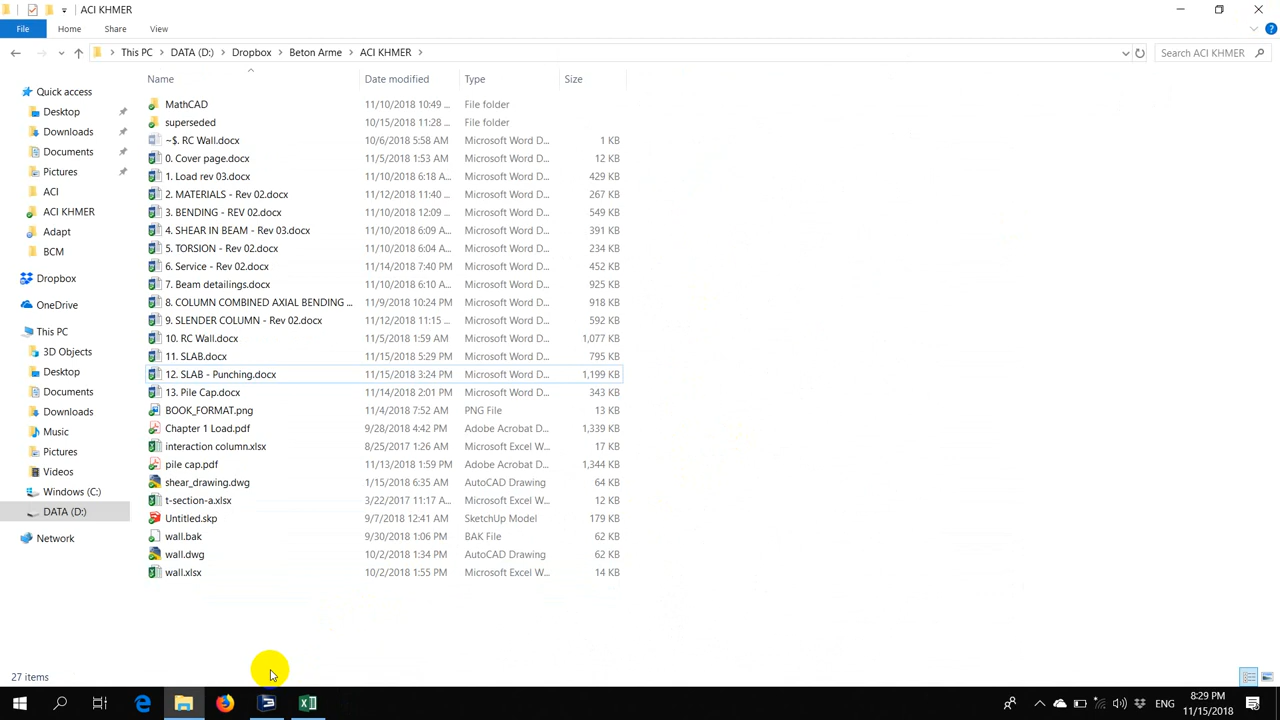 ACI KHMER
File Home Share View
This PC DATA (D:) Dropbox Beton Arme ACI KHMER
Search ACI KHMER
Name Date modified Type Size
Quick access
Desktop
Downloads
Documents
Pictures
ACI
ACI KHMER
Adapt
BCM
Dropbox
OneDrive
This PC
3D Objects
Desktop
Documents
Downloads
Music
Pictures
Videos
Windows (C:)
DATA (D:)
Network
MathCAD 11/10/2018 10:49 ... File folder
superseded 10/15/2018 11:28 ... File folder
~$. RC Wall.docx 10/6/2018 5:58 AM Microsoft Word D... 1 KB
0. Cover page.docx 11/5/2018 1:53 AM Microsoft Word D... 12 KB
1. Load rev 03.docx 11/10/2018 6:18 A... Microsoft Word D... 429 KB
2. MATERIALS - Rev 02.docx 11/12/2018 11:40 ... Microsoft Word D... 267 KB
3. BENDING - REV 02.docx 11/10/2018 12:09 ... Microsoft Word D... 549 KB
4. SHEAR IN BEAM - Rev 03.docx 11/10/2018 6:09 A... Microsoft Word D... 391 KB
5. TORSION - Rev 02.docx 11/10/2018 6:04 A... Microsoft Word D... 234 KB
6. Service - Rev 02.docx 11/14/2018 7:40 PM Microsoft Word D... 452 KB
7. Beam detailings.docx 11/10/2018 6:10 A... Microsoft Word D... 925 KB
8. COLUMN COMBINED AXIAL BENDING ... 11/9/2018 10:24 PM Microsoft Word D... 918 KB
9. SLENDER COLUMN - Rev 02.docx 11/12/2018 11:15 ... Microsoft Word D... 592 KB
10. RC Wall.docx 11/5/2018 1:59 AM Microsoft Word D... 1,077 KB
11. SLAB.docx 11/15/2018 5:29 PM Microsoft Word D... 795 KB
12. SLAB - Punching.docx 11/15/2018 3:24 PM Microsoft Word D... 1,199 KB
13. Pile Cap.docx 11/14/2018 2:01 PM Microsoft Word D... 343 KB
BOOK_FORMAT.png 11/4/2018 7:52 AM PNG File 13 KB
Chapter 1 Load.pdf 9/28/2018 4:42 PM Adobe Acrobat D... 1,339 KB
interaction column.xlsx 8/25/2017 1:26 AM Microsoft Excel W... 17 KB
pile cap.pdf 11/13/2018 1:59 PM Adobe Acrobat D... 1,344 KB
shear_drawing.dwg 1/15/2018 6:35 AM AutoCAD Drawing 64 KB
t-section-a.xlsx 3/22/2017 11:17 A... Microsoft Excel W... 12 KB
Untitled.skp 9/7/2018 12:41 AM SketchUp Model 179 KB
wall.bak 9/30/2018 1:06 PM BAK File 62 KB
wall.dwg 10/2/2018 1:34 PM AutoCAD Drawing 62 KB
wall.xlsx 10/2/2018 1:55 PM Microsoft Excel W... 14 KB
27 items
ENG
8:29 PM
11/15/2018